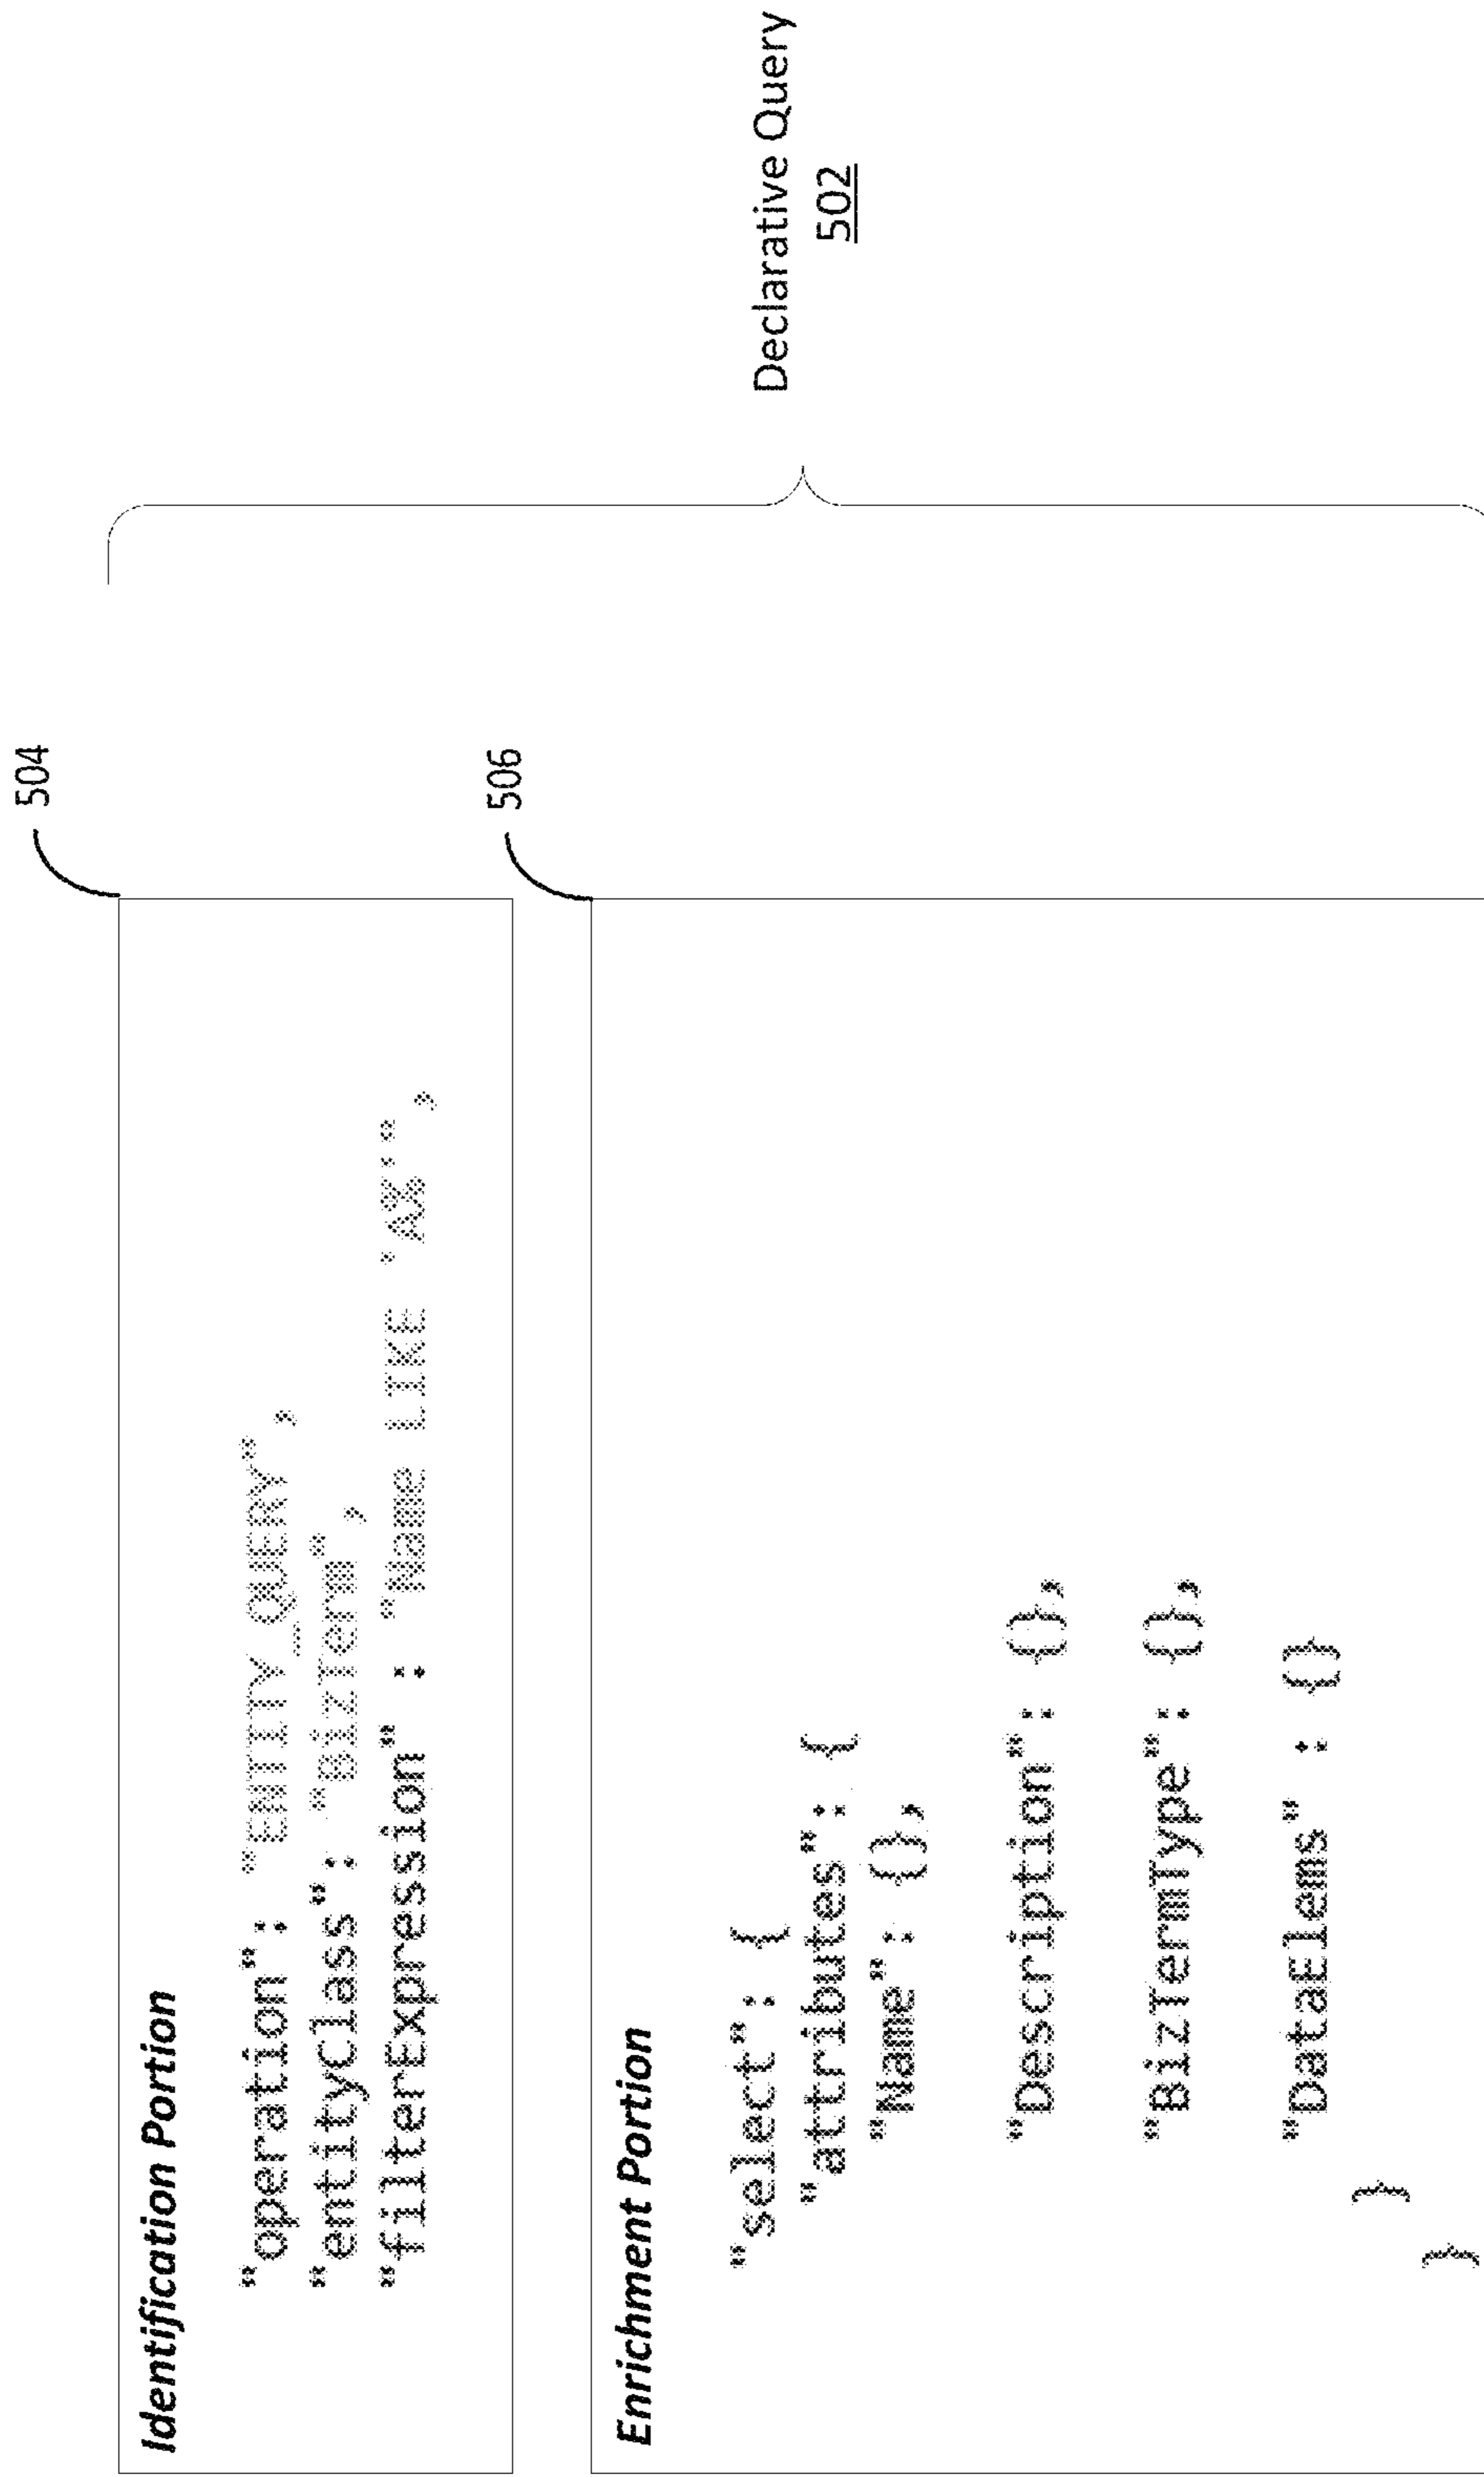 504
Identification Portion
"operation": "ENTITY_QUERY",
"entityClass": "BizTerm",
"filterExpression" : "Name LIKE 'A%'",
506
Enrichment Portion
"select": {
"attributes": {
"Name": {},
"Description": {},
"BizTermType": {},
"DataElems" : {}
}
}
Declarative Query
502